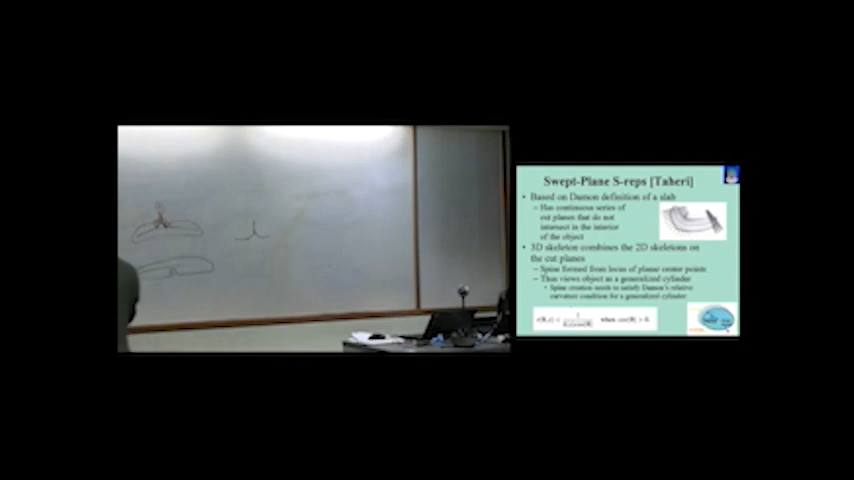 Swept-Plane S-reps [Taheri]
• Based on Damon definition of a slab
– Has continuous series of
cut planes that do not
intersect in the interior
of the object
• 3D skeleton combines the 2D skeletons on
the cut planes
– Spine formed from locus of planar center points
– Thus views object as a generalized cylinder
• Spine creation needs to satisfy Damon's relative
curvature condition for a generalized cylinder
when cos(θ) > 0.